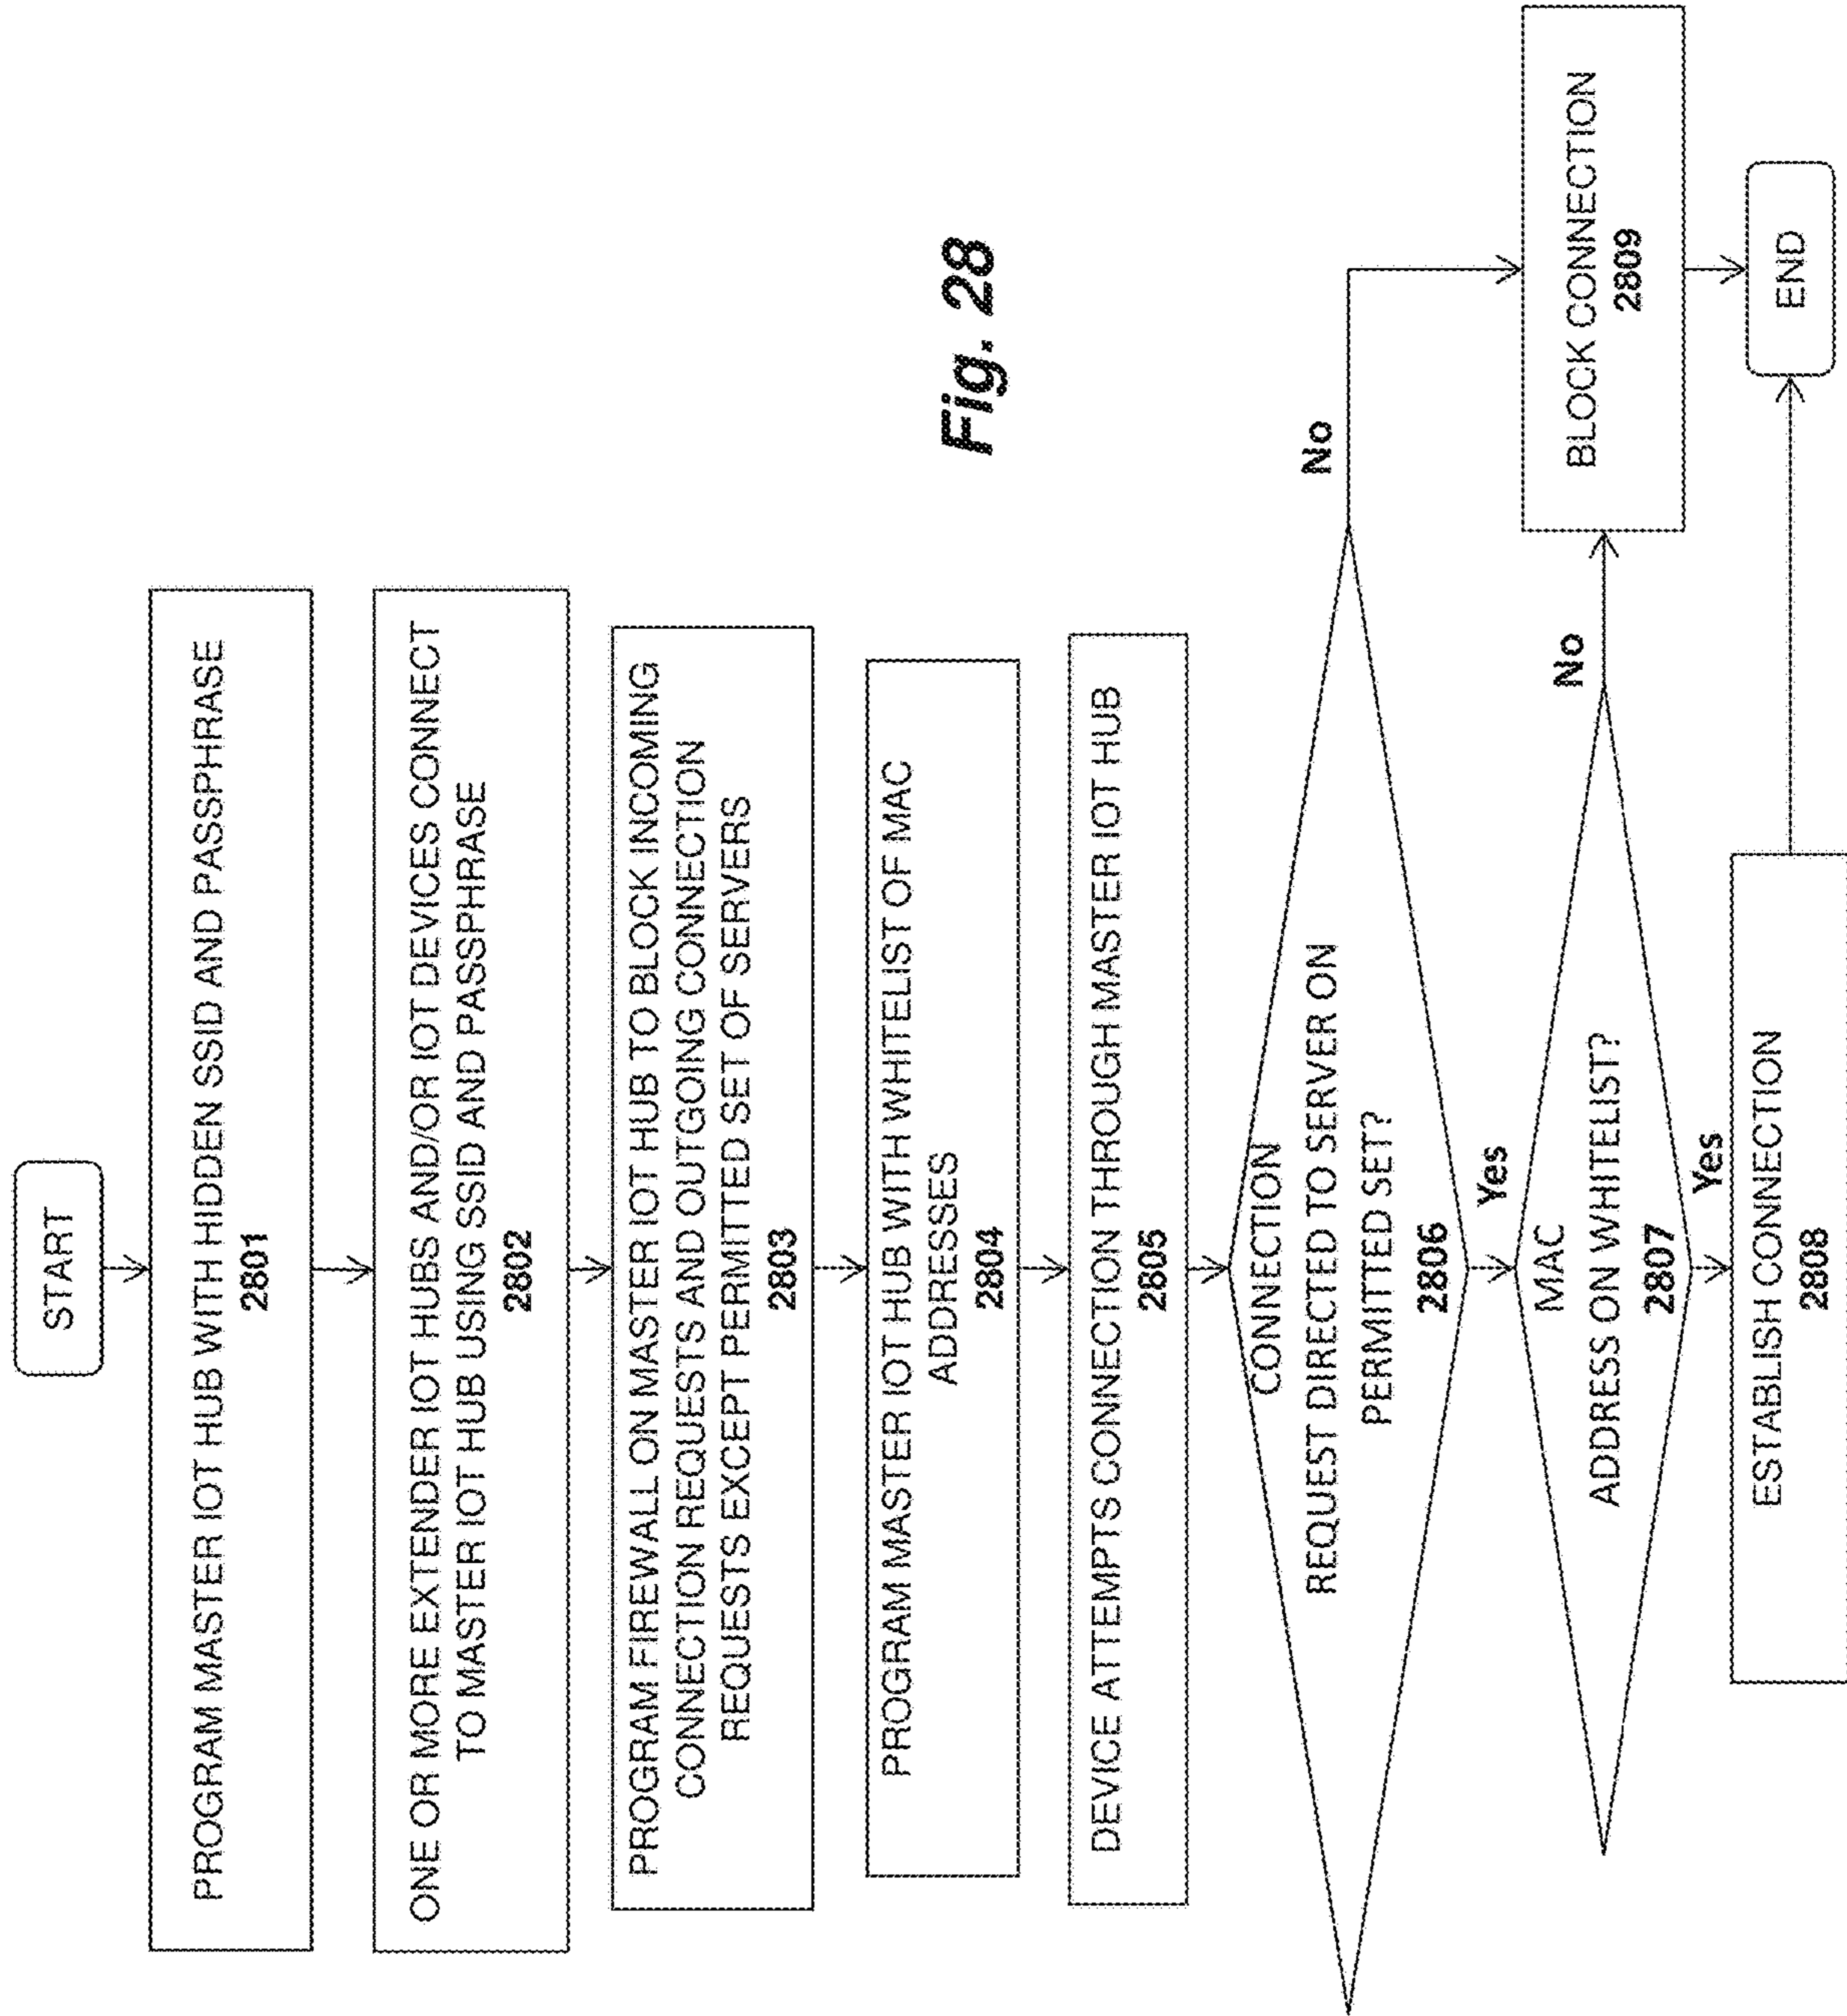 START
PROGRAM MASTER IOT HUB WITH HIDDEN SSID AND PASSPHRASE
2801
ONE OR MORE EXTENDER IOT HUBS AND/OR IOT DEVICES CONNECT
TO MASTER IOT HUB USING SSID AND PASSPHRASE
2802
PROGRAM FIREWALL ON MASTER IOT HUB TO BLOCK INCOMING
CONNECTION REQUESTS AND OUTGOING CONNECTION
REQUESTS EXCEPT PERMITTED SET OF SERVERS
2803
PROGRAM MASTER IOT HUB WITH WHITELIST OF MAC
ADDRESSES
2804
DEVICE ATTEMPTS CONNECTION THROUGH MASTER IOT HUB
2805
CONNECTION
REQUEST DIRECTED TO SERVER ON
PERMITTED SET?
2806
No
Yes
MAC
ADDRESS ON WHITELIST?
2807
No
Yes
ESTABLISH CONNECTION
2808
BLOCK CONNECTION
2809
END
Fig. 28